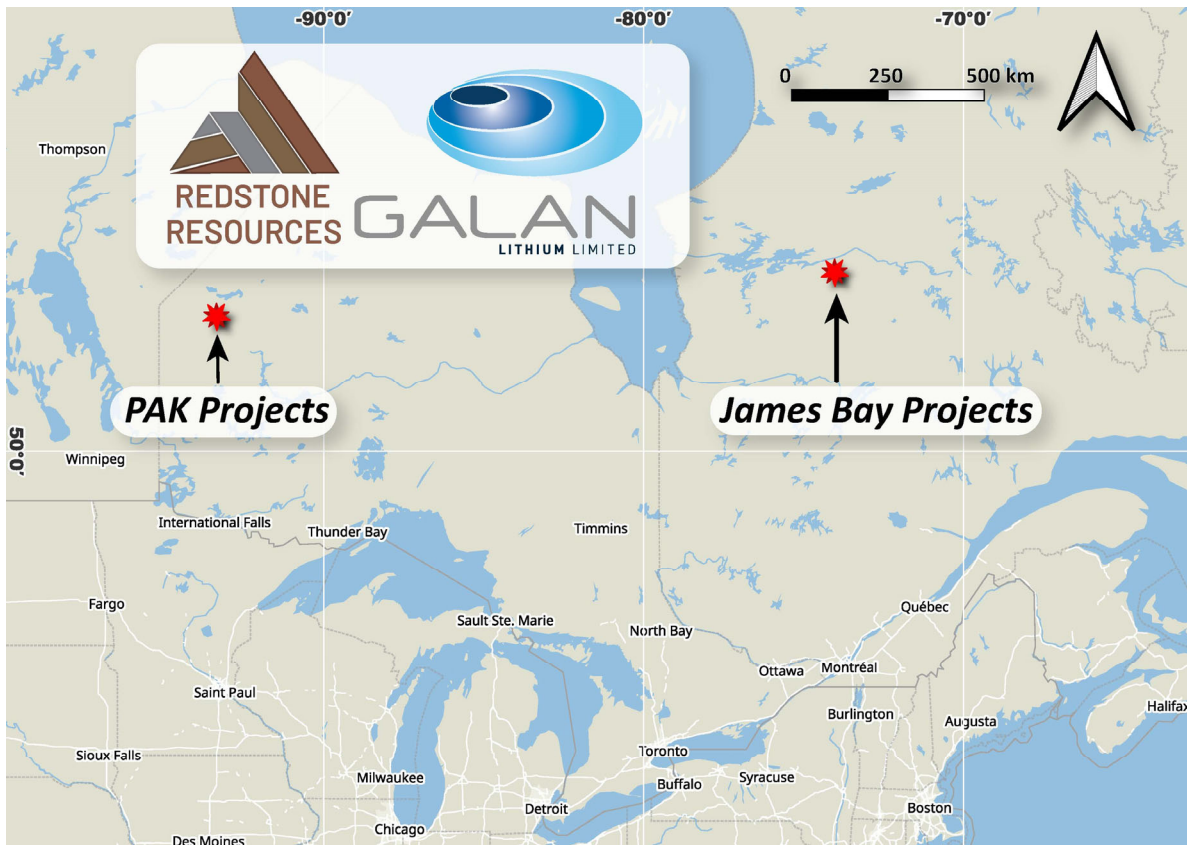 -90°0′
-80°0′
-70°0′
0 250 500 km
Thompson
REDSTONE
RESOURCES
GALAN
LITHIUM LIMITED
PAK Projects
James Bay Projects
50°0′
Winnipeg
International Falls
Thunder Bay
Timmins
Fargo
Sault Ste. Marie
North Bay
Québec
Ottawa
Montréal
Saint Paul
Burlington
Augusta
Halifax
Sioux Falls
Toronto
Milwaukee
Buffalo
Syracuse
Detroit
Boston
Chicago
Des Moines